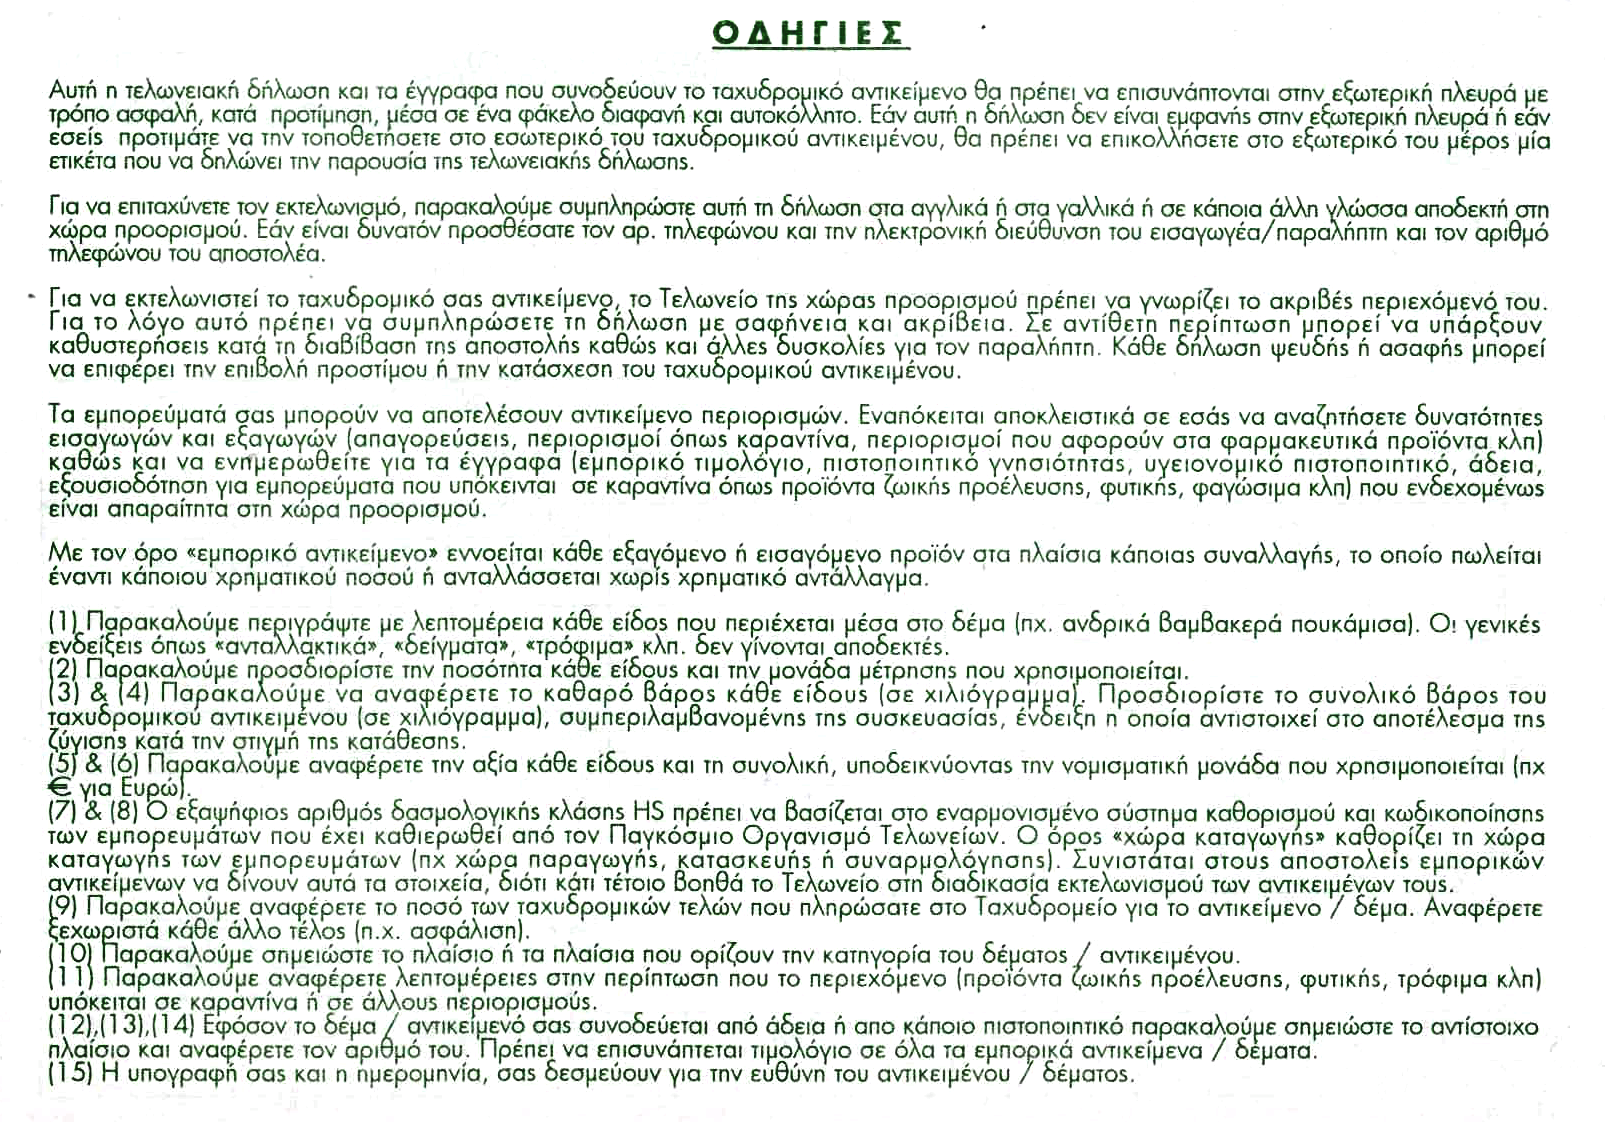 ΟΔΗΓΙΕΣ
Αυτή η τελωνειακή δήλωση και τα έγγραφα που συνοδεύουν το ταχυδρομικό αντικείμενο θα πρέπει να επισυνάπτονται στην εξωτερική πλευρά με
τρόπο ασφαλή, κατά προτίμηση, μέσα σε ένα φάκελο διαφανή και αυτοκόλλητο. Εάν αυτή η δήλωση δεν είναι εμφανής στην εξωτερική πλευρά ή εάν
εσείς προτιμάτε να την τοποθετήσετε στο εσωτερικό του ταχυδρομικού αντικειμένου, θα πρέπει να επικολλήσετε στο εξωτερικό του μέρος μία
ετικέτα που να δηλώνει την παρουσία της τελωνειακής δήλωσης.
Για να επιταχύνετε τον εκτελωνισμό, παρακαλούμε συμπληρώστε αυτή τη δήλωση στα αγγλικά ή στα γαλλικά ή σε κάποια άλλη γλώσσα αποδεκτή στη
χώρα προορισμού. Εάν είναι δυνατόν προσθέσατε τον αρ. τηλεφώνου και την ηλεκτρονική διεύθυνση του εισαγωγέα/παραλήπτη και τον αριθμό
τηλεφώνου του αποστολέα.
Για να εκτελωνιστεί το ταχυδρομικό σας αντικείμενο, το Τελωνείο της χώρας προορισμού πρέπει να γνωρίζει το ακριβές περιεχόμενό του.
Για το λόγο αυτό πρέπει να συμπληρώσετε τη δήλωση με σαφήνεια και ακρίβεια. Σε αντίθετη περίπτωση μπορεί να υπάρξουν
καθυστερήσεις κατά τη διαβίβαση της αποστολής καθώς και άλλες δυσκολίες για τον παραλήπτη. Κάθε δήλωση ψευδής ή ασαφής μπορεί
να επιφέρει την επιβολή προστίμου ή την κατάσχεση του ταχυδρομικού αντικειμένου.
Τα εμπορεύματά σας μπορούν να αποτελέσουν αντικείμενο περιορισμών. Εναπόκειται αποκλειστικά σε εσάς να αναζητήσετε δυνατότητες
εισαγωγών και εξαγωγών (απαγορεύσεις, περιορισμοί όπως καραντίνα, περιορισμοί που αφορούν στα φαρμακευτικά προϊόντα κλπ)
καθώς και να ενημερωθείτε για τα έγγραφα (εμπορικό τιμολόγιο, πιστοποιητικό γνησιότητας, υγειονομικό πιστοποιητικό, άδεια,
εξουσιοδότηση για εμπορεύματα που υπόκεινται σε καραντίνα όπως προϊόντα ζωικής προέλευσης, φυτικής, φαγώσιμα κλπ) που ενδεχομένως
είναι απαραίτητα στη χώρα προορισμού.
Με τον όρο «εμπορικό αντικείμενο» εννοείται κάθε εξαγόμενο ή εισαγόμενο προϊόν στα πλαίσια κάποιας συναλλαγής, το οποίο πωλείται
έναντι κάποιου χρηματικού ποσού ή ανταλλάσσεται χωρίς χρηματικό αντάλλαγμα.
(1) Παρακαλούμε περιγράψτε με λεπτομέρεια κάθε είδος που περιέχεται μέσα στο δέμα (πχ. ανδρικά βαμβακερά πουκάμισα). Οι γενικές
ενδείξεις όπως «ανταλλακτικά», «δείγματα», «τρόφιμα» κλπ. δεν γίνονται αποδεκτές.
(2) Παρακαλούμε προσδιορίστε την ποσότητα κάθε είδους και την μονάδα μέτρησης που χρησιμοποιείται.
(3) & (4) Παρακαλούμε να αναφέρετε το καθαρό βάρος κάθε είδους (σε χιλιόγραμμα). Προσδιορίστε το συνολικό βάρος του
ταχυδρομικού αντικειμένου (σε χιλιόγραμμα), συμπεριλαμβανομένης της συσκευασίας, ένδειξη η οποία αντιστοιχεί στο αποτέλεσμα της
ζύγισης κατά την στιγμή της κατάθεσης.
(5) & (6) Παρακαλούμε αναφέρετε την αξία κάθε είδους και τη συνολική, υποδεικνύοντας την νομισματική μονάδα που χρησιμοποιείται (πχ
€ για Ευρώ).
(7) & (8) Ο εξαψήφιος αριθμός δασμολογικής κλάσης HS πρέπει να βασίζεται στο εναρμονισμένο σύστημα καθορισμού και κωδικοποίησης
των εμπορευμάτων που έχει καθιερωθεί από τον Παγκόσμιο Οργανισμό Τελωνείων. Ο όρος «χώρα καταγωγής» καθορίζει τη χώρα
καταγωγής των εμπορευμάτων (πχ χώρα παραγωγής, κατασκευής ή συναρμολόγησης). Συνιστάται στους αποστολείς εμπορικών
αντικείμενων να δίνουν αυτά τα στοιχεία, διότι κάτι τέτοιο βοηθά το Τελωνείο στη διαδικασία εκτελωνισμού των αντικειμένων τους.
(9) Παρακαλούμε αναφέρετε το ποσό των ταχυδρομικών τελών που πληρώσατε στο Ταχυδρομείο για το αντικείμενο / δέμα. Αναφέρετε
ξεχωριστά κάθε άλλο τέλος (π.χ. ασφάλιση).
(10) Παρακαλούμε σημειώστε το πλαίσιο ή τα πλαίσια που ορίζουν την κατηγορία του δέματος / αντικειμένου.
(11) Παρακαλούμε αναφέρετε λεπτομέρειες στην περίπτωση που το περιεχόμενο (προϊόντα ζωικής προέλευσης, φυτικής, τρόφιμα κλπ)
υπόκειται σε καραντίνα ή σε άλλους περιορισμούς.
(12),(13),(14) Εφόσον το δέμα / αντικείμενό σας συνοδεύεται από άδεια ή απο κάποιο πιστοποιητικό παρακαλούμε σημειώστε το αντίστοιχο
πλαίσιο και αναφέρετε τον αριθμό του. Πρέπει να επισυνάπτεται τιμολόγιο σε όλα τα εμπορικά αντικείμενα / δέματα.
(15) Η υπογραφή σας και η ημερομηνία, σας δεσμεύουν για την ευθύνη του αντικειμένου / δέματος.